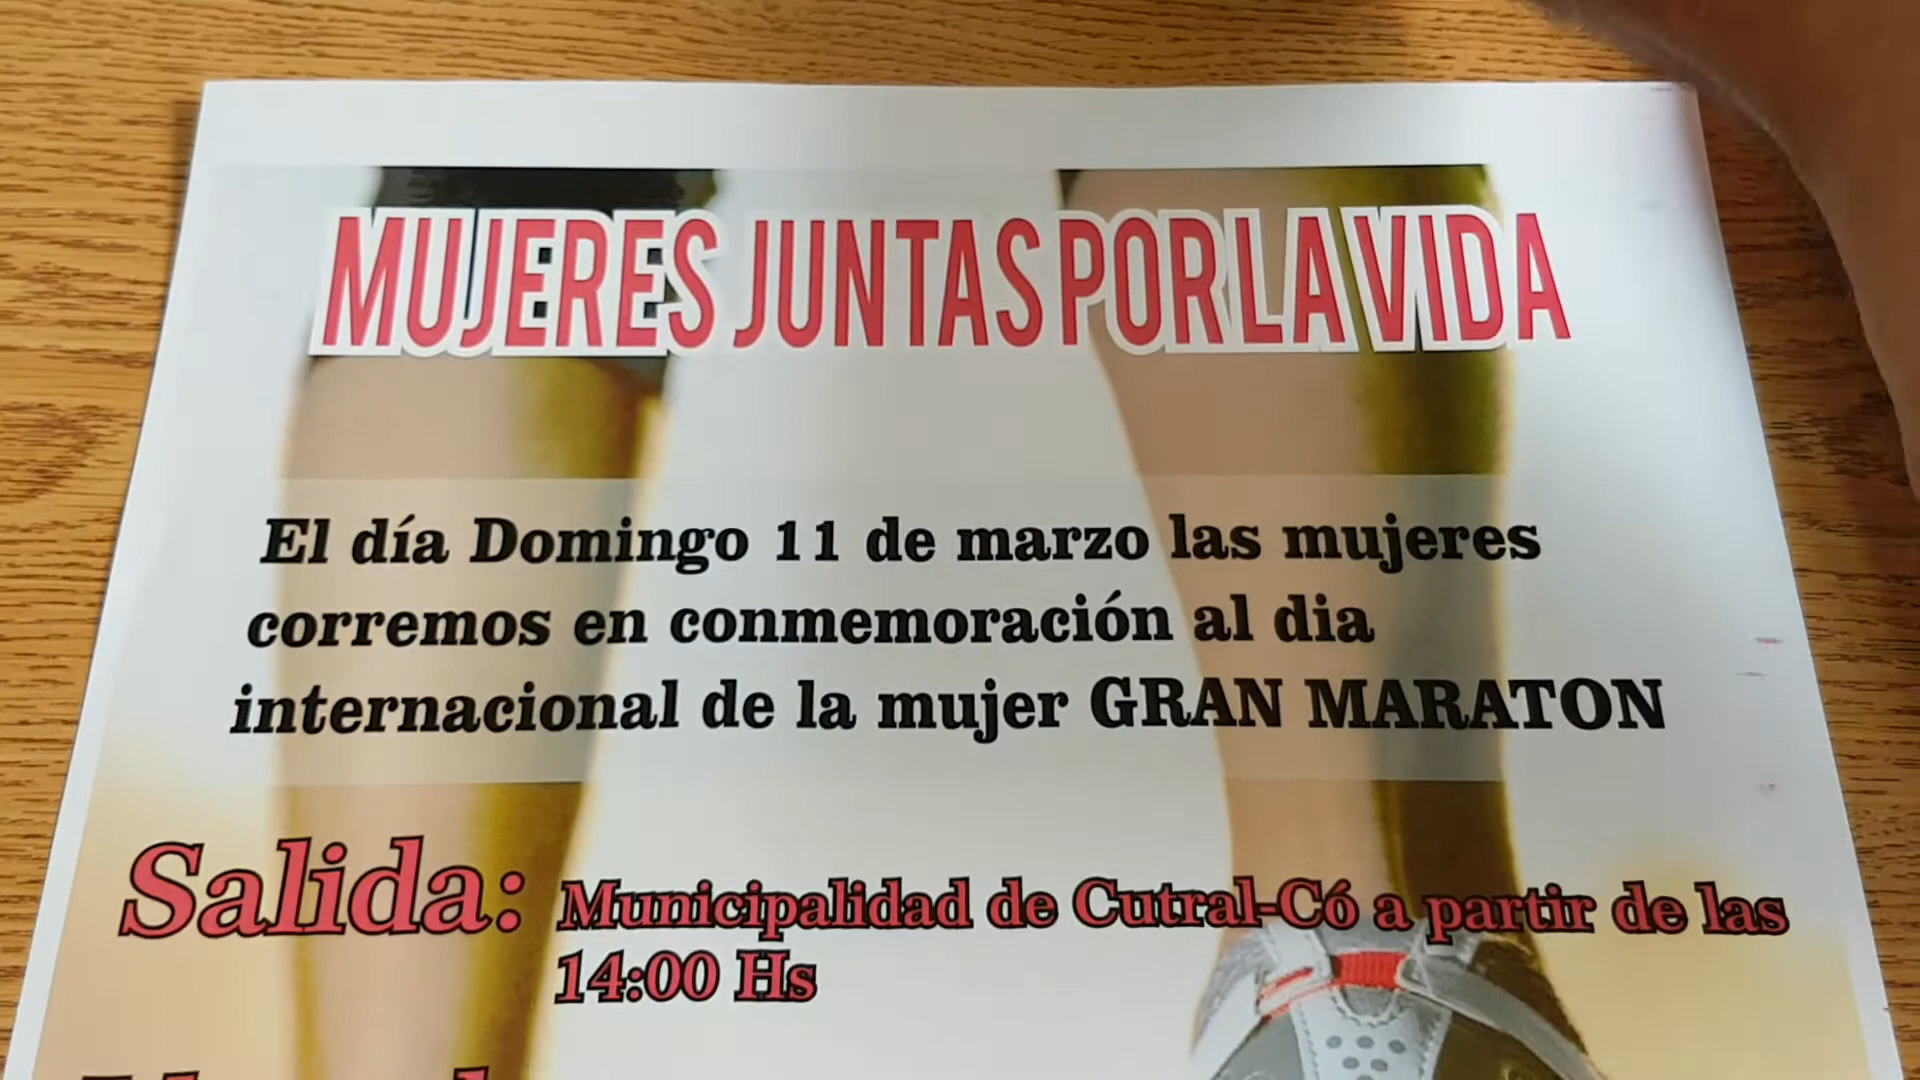 MUJERES JUNTAS POR LA VIDA
El día Domingo 11 de marzo las mujeres
corremos en conmemoración al dia
internacional de la mujer GRAN MARATON
Salida: Municipalidad de Cutral-Có a partir de las
14:00 Hs